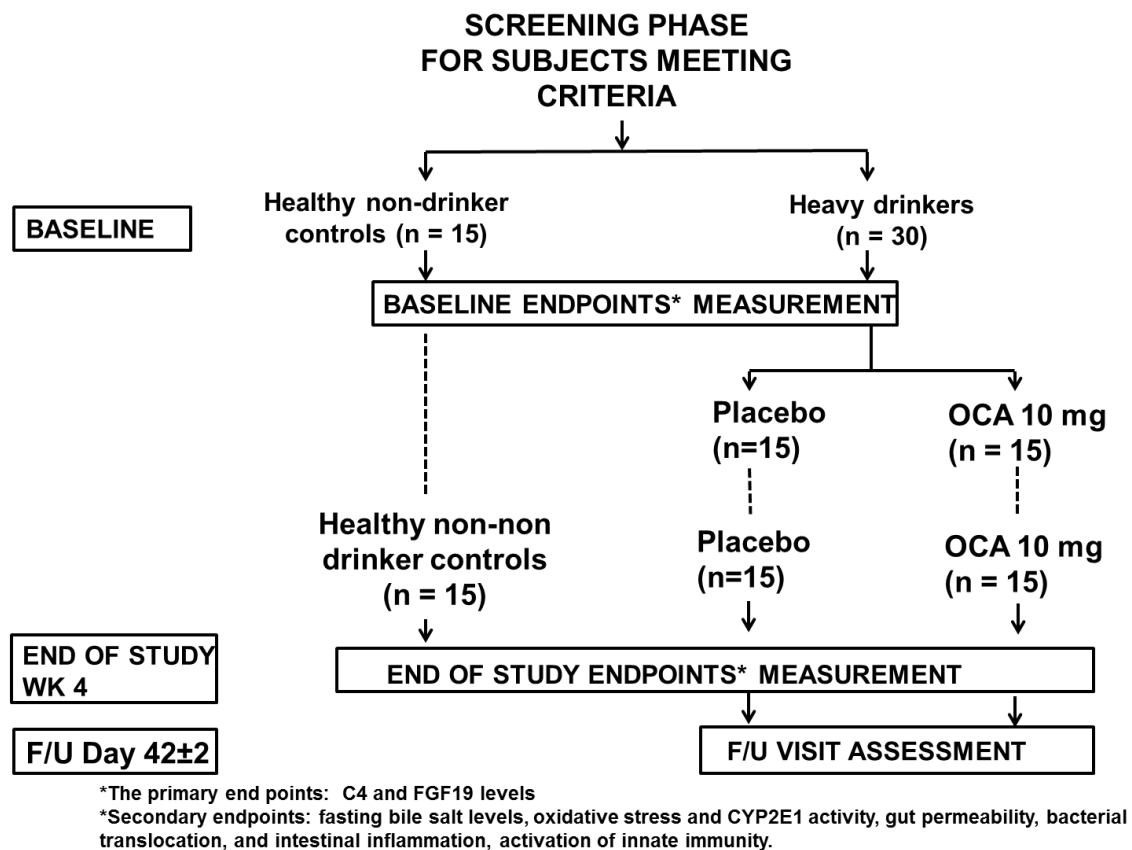 SCREENING PHASE
FOR SUBJECTS MEETING
CRITERIA
Healthy non-drinker
controls (n = 15)
Heavy drinkers
(n = 30)
BASELINE
BASELINE ENDPOINTS* MEASUREMENT
Placebo
(n=15)
OCA 10 mg
(n = 15)
Healthy non-non
drinker controls
(n = 15)
Placebo
(n=15)
OCA 10 mg
(n = 15)
END OF STUDY
WK 4
END OF STUDY ENDPOINTS* MEASUREMENT
F/U Day 42±2
F/U VISIT ASSESSMENT
*The primary end points: C4 and FGF19 levels
*Secondary endpoints: fasting bile salt levels, oxidative stress and CYP2E1 activity, gut permeability, bacterial
translocation, and intestinal inflammation, activation of innate immunity.